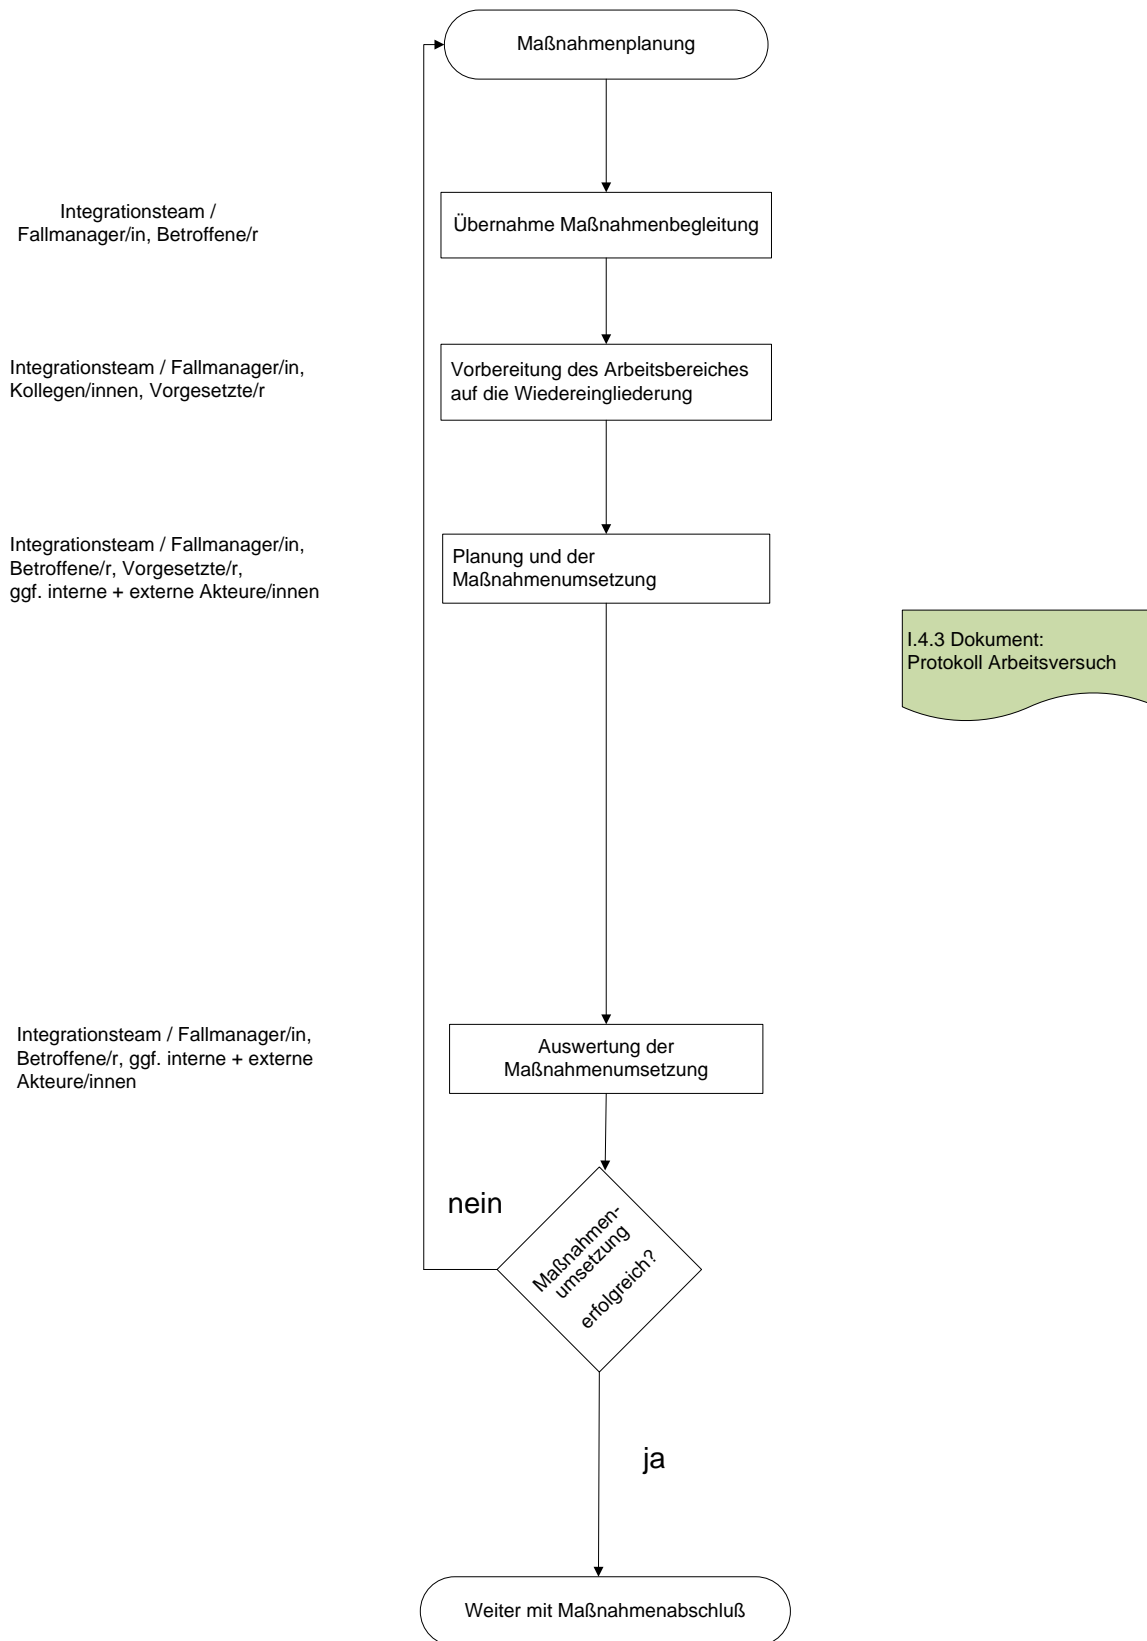 Maßnahmenplanung
Integrationsteam /
Fallmanager/in, Betroffene/r
Übernahme Maßnahmenbegleitung
Integrationsteam / Fallmanager/in,
Kollegen/innen, Vorgesetzte/r
Vorbereitung des Arbeitsbereiches
auf die Wiedereingliederung
Integrationsteam / Fallmanager/in,
Betroffene/r, Vorgesetzte/r,
ggf. interne + externe Akteure/innen
Planung und der
Maßnahmenumsetzung
I.4.3 Dokument:
Protokoll Arbeitsversuch
Integrationsteam / Fallmanager/in,
Betroffene/r, ggf. interne + externe
Akteure/innen
Auswertung der
Maßnahmenumsetzung
nein
Maßnahmen-
umsetzung
erfolgreich?
ja
Weiter mit Maßnahmenabschluß